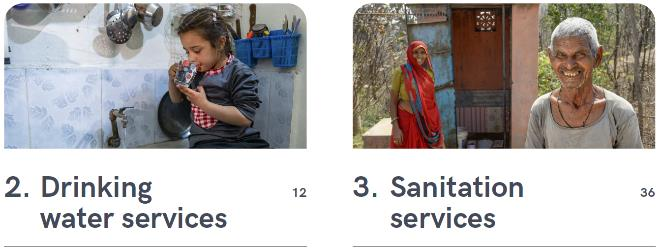 2. Drinking
water services
12
3. Sanitation
services
36